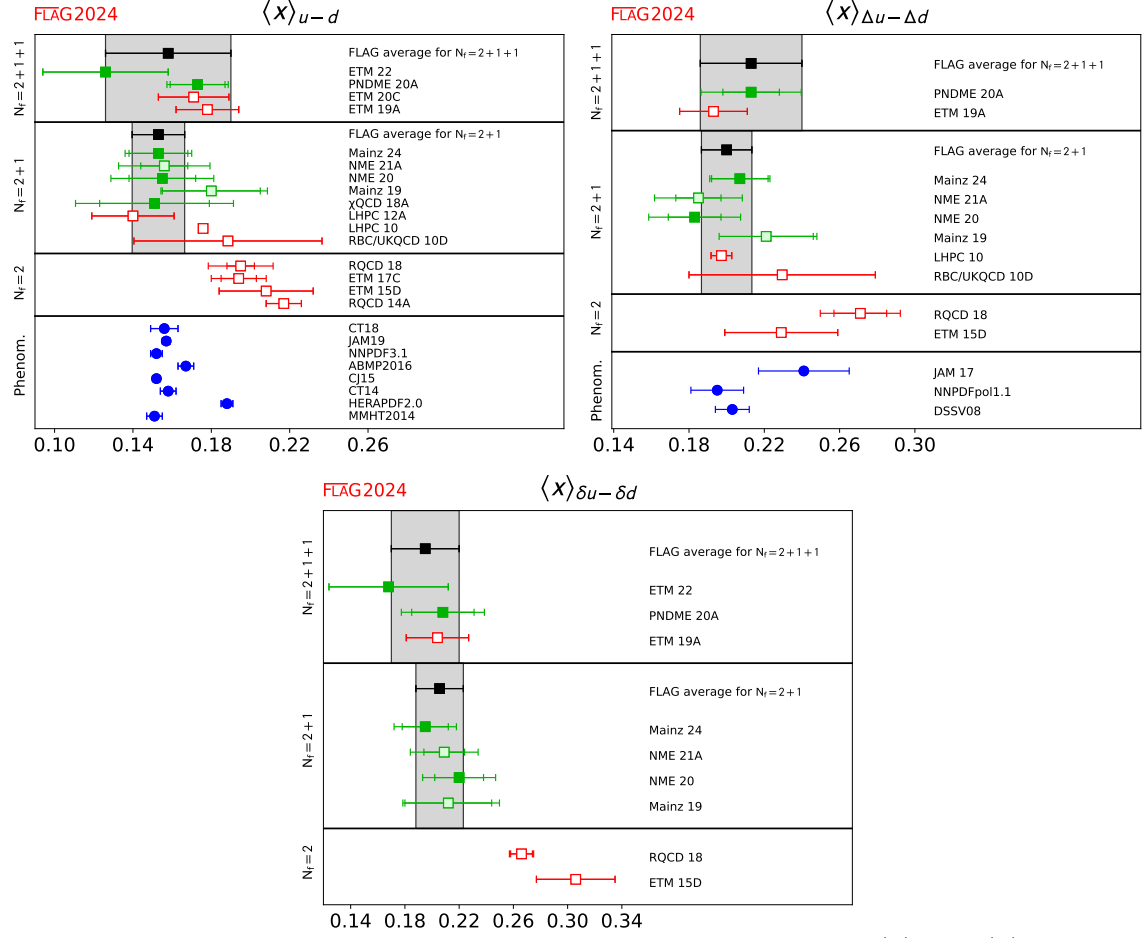 FLAG2024
⟨x⟩u−d
Nf=2+1+1
FLAG average for Nf=2+1+1
ETM 22
PNDME 20A
ETM 20C
ETM 19A
Nf=2+1
FLAG average for Nf=2+1
Mainz 24
NME 21A
NME 20
Mainz 19
χQCD 18A
LHPC 12A
LHPC 10
RBC/UKQCD 10D
Nf=2
RQCD 18
ETM 17C
ETM 15D
RQCD 14A
Phenom.
CT18
JAM19
NNPDF3.1
ABMP2016
CJ15
CT14
HERAPDF2.0
MMHT2014
0.10 0.14 0.18 0.22 0.26
FLAG2024
⟨x⟩Δu−Δd
Nf=2+1+1
FLAG average for Nf=2+1+1
PNDME 20A
ETM 19A
Nf=2+1
FLAG average for Nf=2+1
Mainz 24
NME 21A
NME 20
Mainz 19
LHPC 10
RBC/UKQCD 10D
Nf=2
RQCD 18
ETM 15D
Phenom.
JAM 17
NNPDFpol1.1
DSSV08
0.14 0.18 0.22 0.26 0.30
FLAG2024
⟨x⟩δu−δd
Nf=2+1+1
FLAG average for Nf=2+1+1
ETM 22
PNDME 20A
ETM 19A
Nf=2+1
FLAG average for Nf=2+1
Mainz 24
NME 21A
NME 20
Mainz 19
Nf=2
RQCD 18
ETM 15D
0.14 0.18 0.22 0.26 0.30 0.34